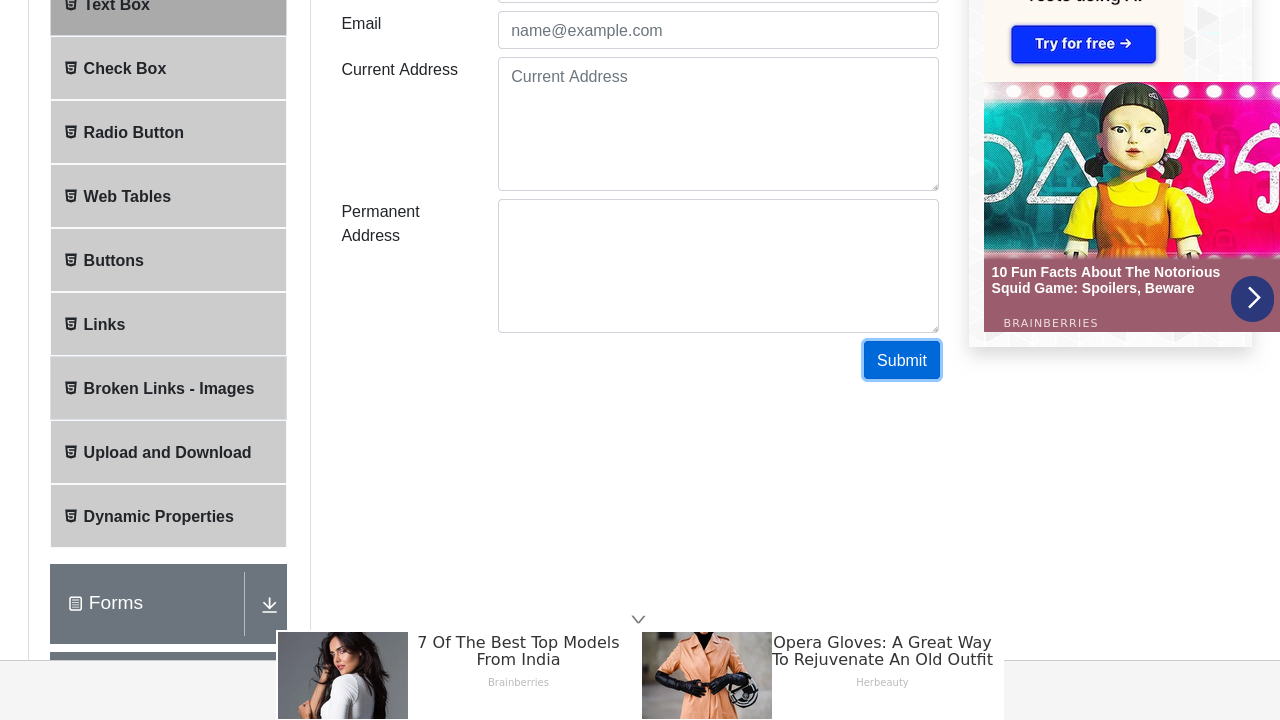 Text Box
Check Box
Radio Button
Web Tables
Buttons
Links
Broken Links - Images
Upload and Download
Dynamic Properties
Forms
Email
name@example.com
Current Address
Current Address
Permanent
Address
Submit
Try for free →
10 Fun Facts About The Notorious
Squid Game: Spoilers, Beware
BRAINBERRIES
7 Of The Best Top Models
From India
Brainberries
Opera Gloves: A Great Way
To Rejuvenate An Old Outfit
Herbeauty